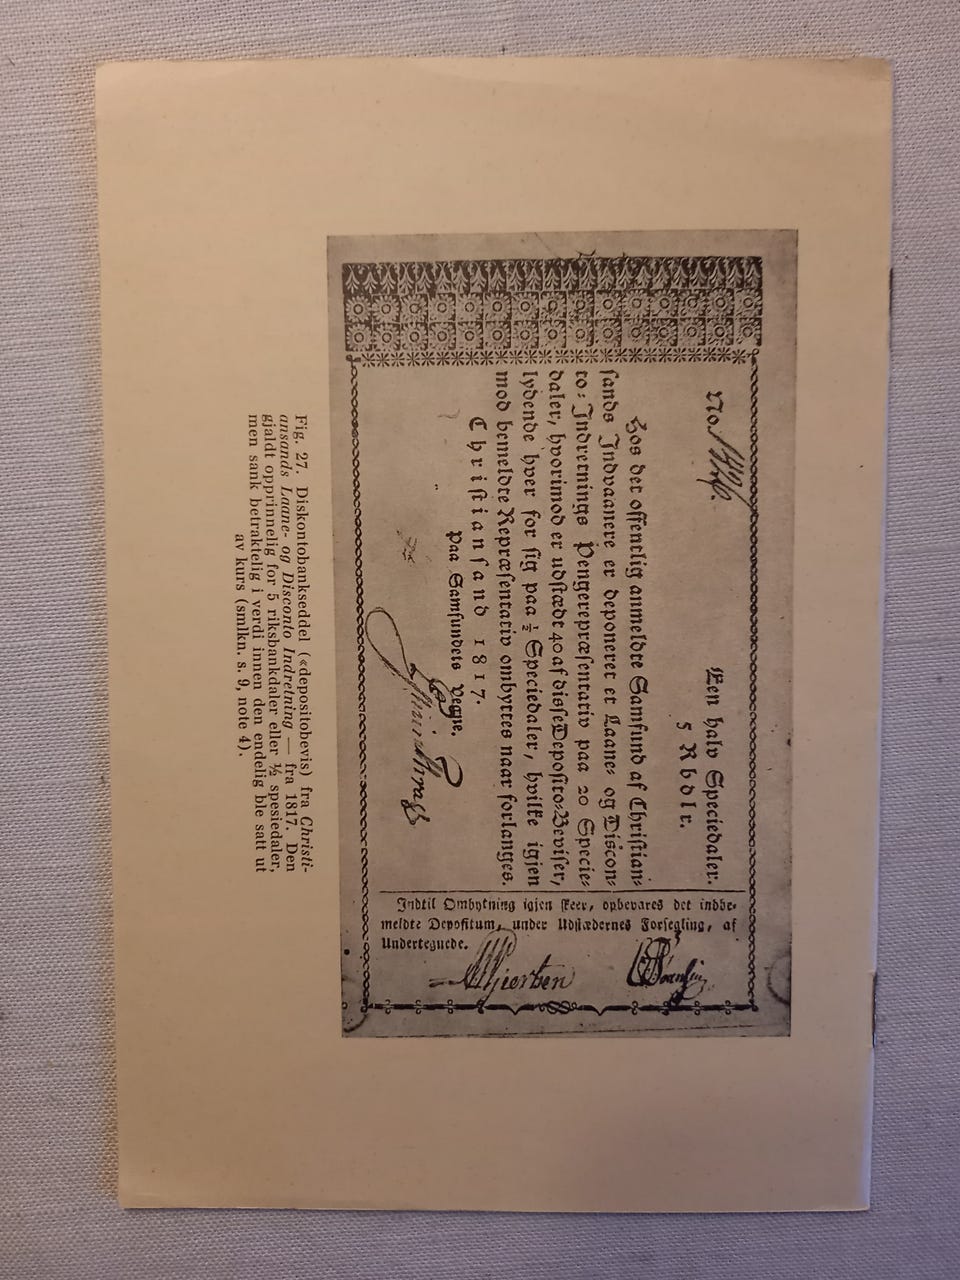 No.
Een halv Speciedaler.
5 Rbdlr.
Hos det offentlig anmeldte Samfund af Christian-
sands Indvaanere er deponeret et Laane- og Discon-
to-Indretnings Pengerepræsentativ paa 20 Specie-
daler, hvorimod er udstædt 40 af disse Deposito-Beviser,
lydende hver for sig paa ½ Speciedaler, hvilke igjen
mod bemeldte Repræsentativ ombyttes naar forlanges.
Christiansand 1817.
Paa Samfundets Vegne.
Indtil Ombytning igjen skeer, opbevares det indbe-
meldte Depositum, under Udstædernes Forsegling, af
Undertegnede.
Fig. 27. Diskontobankseddel («depositobevis) fra Christi-
ansands Laane- og Disconto Indretning — fra 1817. Den
gjaldt opprinnelig for 5 riksbankdaler eller ½ spesiedaler,
men sank betraktelig i verdi innen den endelig ble satt ut
av kurs (smlkn. s. 9, note 4).